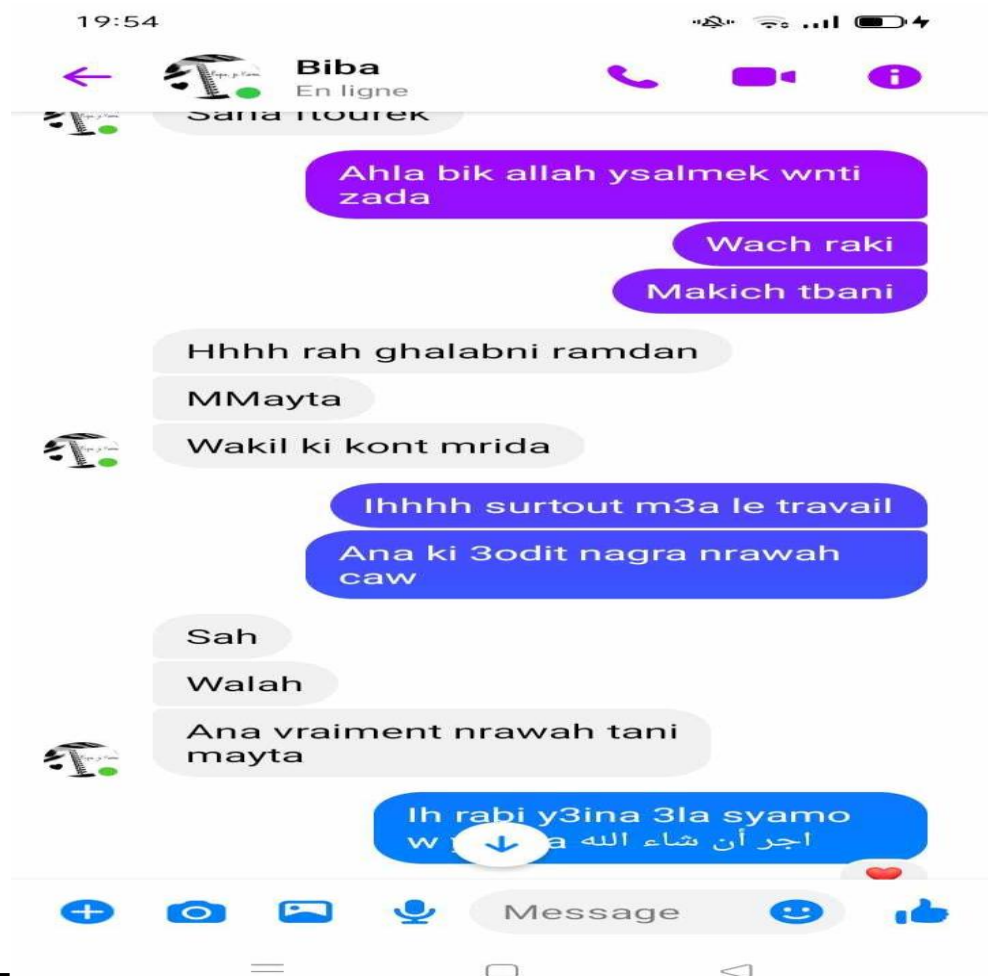 19:54
Biba
En ligne
Saha ftourek
Ahla bik allah ysalmek wnti
zada
Wach raki
Makich tbani
Hhhh rah ghalabni ramdan
MMayta
Wakil ki kont mrida
Ihhhh surtout m3a le travail
Ana ki 3odit nagra nrawah
caw
Sah
Walah
Ana vraiment nrawah tani
mayta
Ih rabi y3ina 3la syamo
w a اجر أن شاء الله
Message